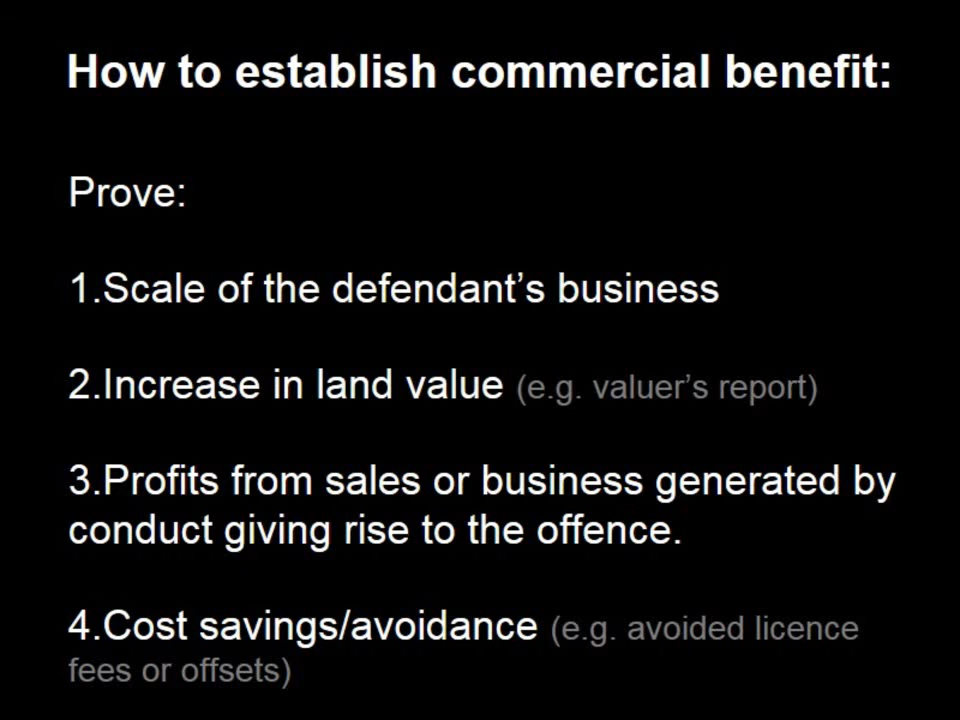 How to establish commercial benefit:
Prove:
1.Scale of the defendant’s business
2.Increase in land value (e.g. valuer’s report)
3.Profits from sales or business generated by
conduct giving rise to the offence.
4.Cost savings/avoidance (e.g. avoided licence
fees or offsets)